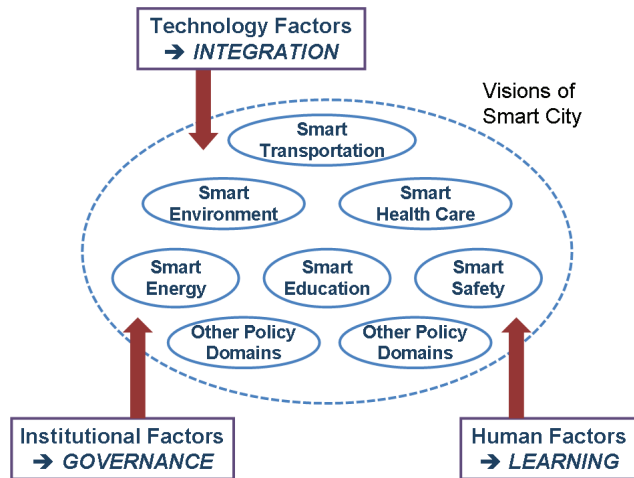 Technology Factors
➔ INTEGRATION
Visions of
Smart City
Smart
Transportation
Smart
Environment
Smart
Health Care
Smart
Energy
Smart
Education
Smart
Safety
Other Policy
Domains
Other Policy
Domains
Institutional Factors
➔ GOVERNANCE
Human Factors
➔ LEARNING